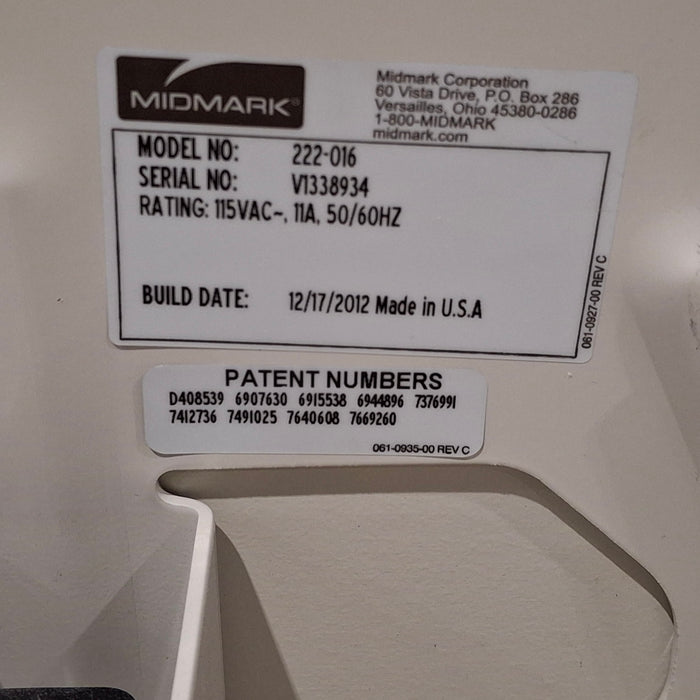 MIDMARK®
Midmark Corporation
60 Vista Drive, P.O. Box 286
Versailles, Ohio 45380-0286
1-800-MIDMARK
midmark.com
MODEL NO: 222-016
SERIAL NO: V1338934
RATING: 115VAC~, 11A, 50/60HZ
BUILD DATE: 12/17/2012 Made in U.S.A
061-0927-00 REV C
PATENT NUMBERS
D408539 6907630 6915538 6944896 7376991
7412736 7491025 7640608 7669260
061-0935-00 REV C